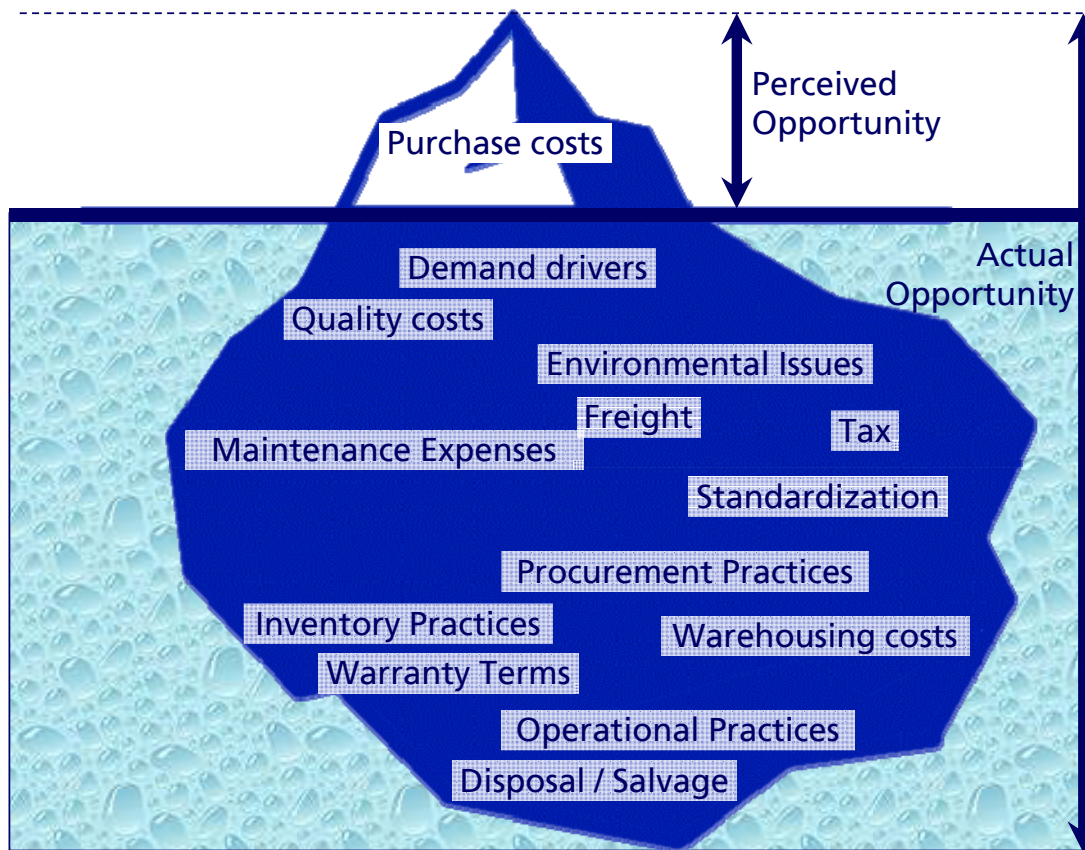 Perceived
Opportunity
Purchase costs
Actual
Opportunity
Demand drivers
Quality costs
Environmental Issues
Freight
Tax
Maintenance Expenses
Standardization
Procurement Practices
Inventory Practices
Warehousing costs
Warranty Terms
Operational Practices
Disposal / Salvage